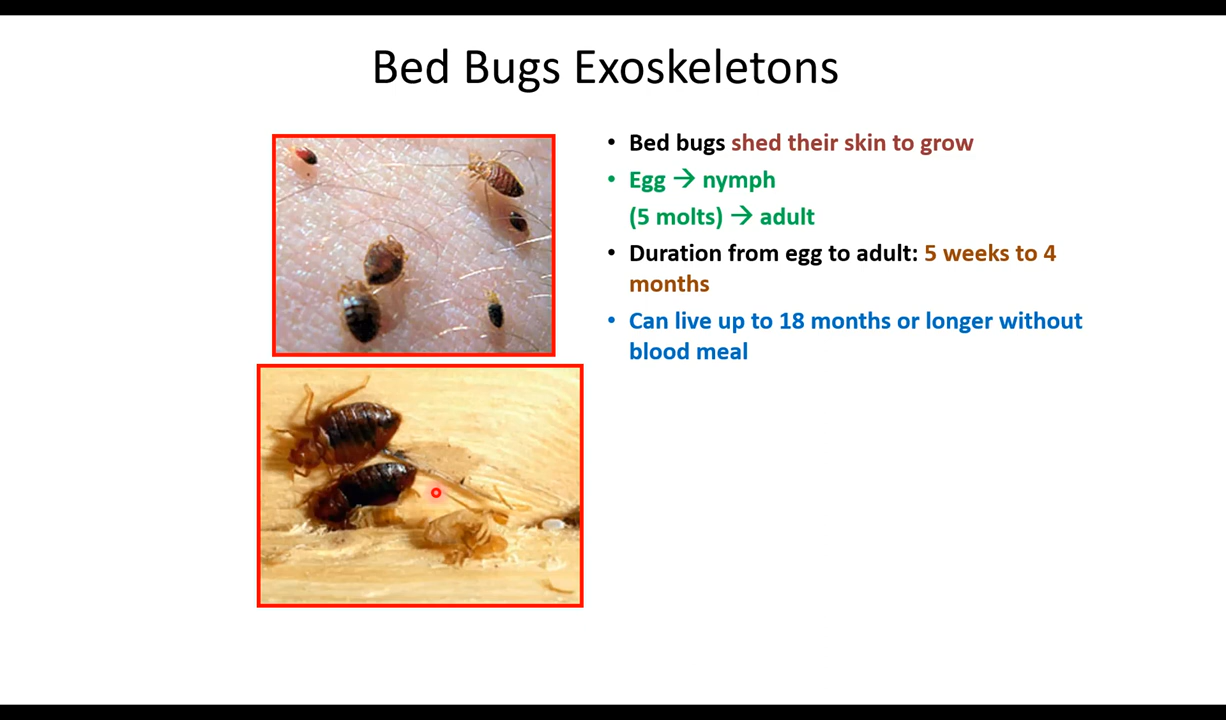 Bed Bugs Exoskeletons
• Bed bugs shed their skin to grow
• Egg → nymph
(5 molts) → adult
• Duration from egg to adult: 5 weeks to 4
months
• Can live up to 18 months or longer without
blood meal